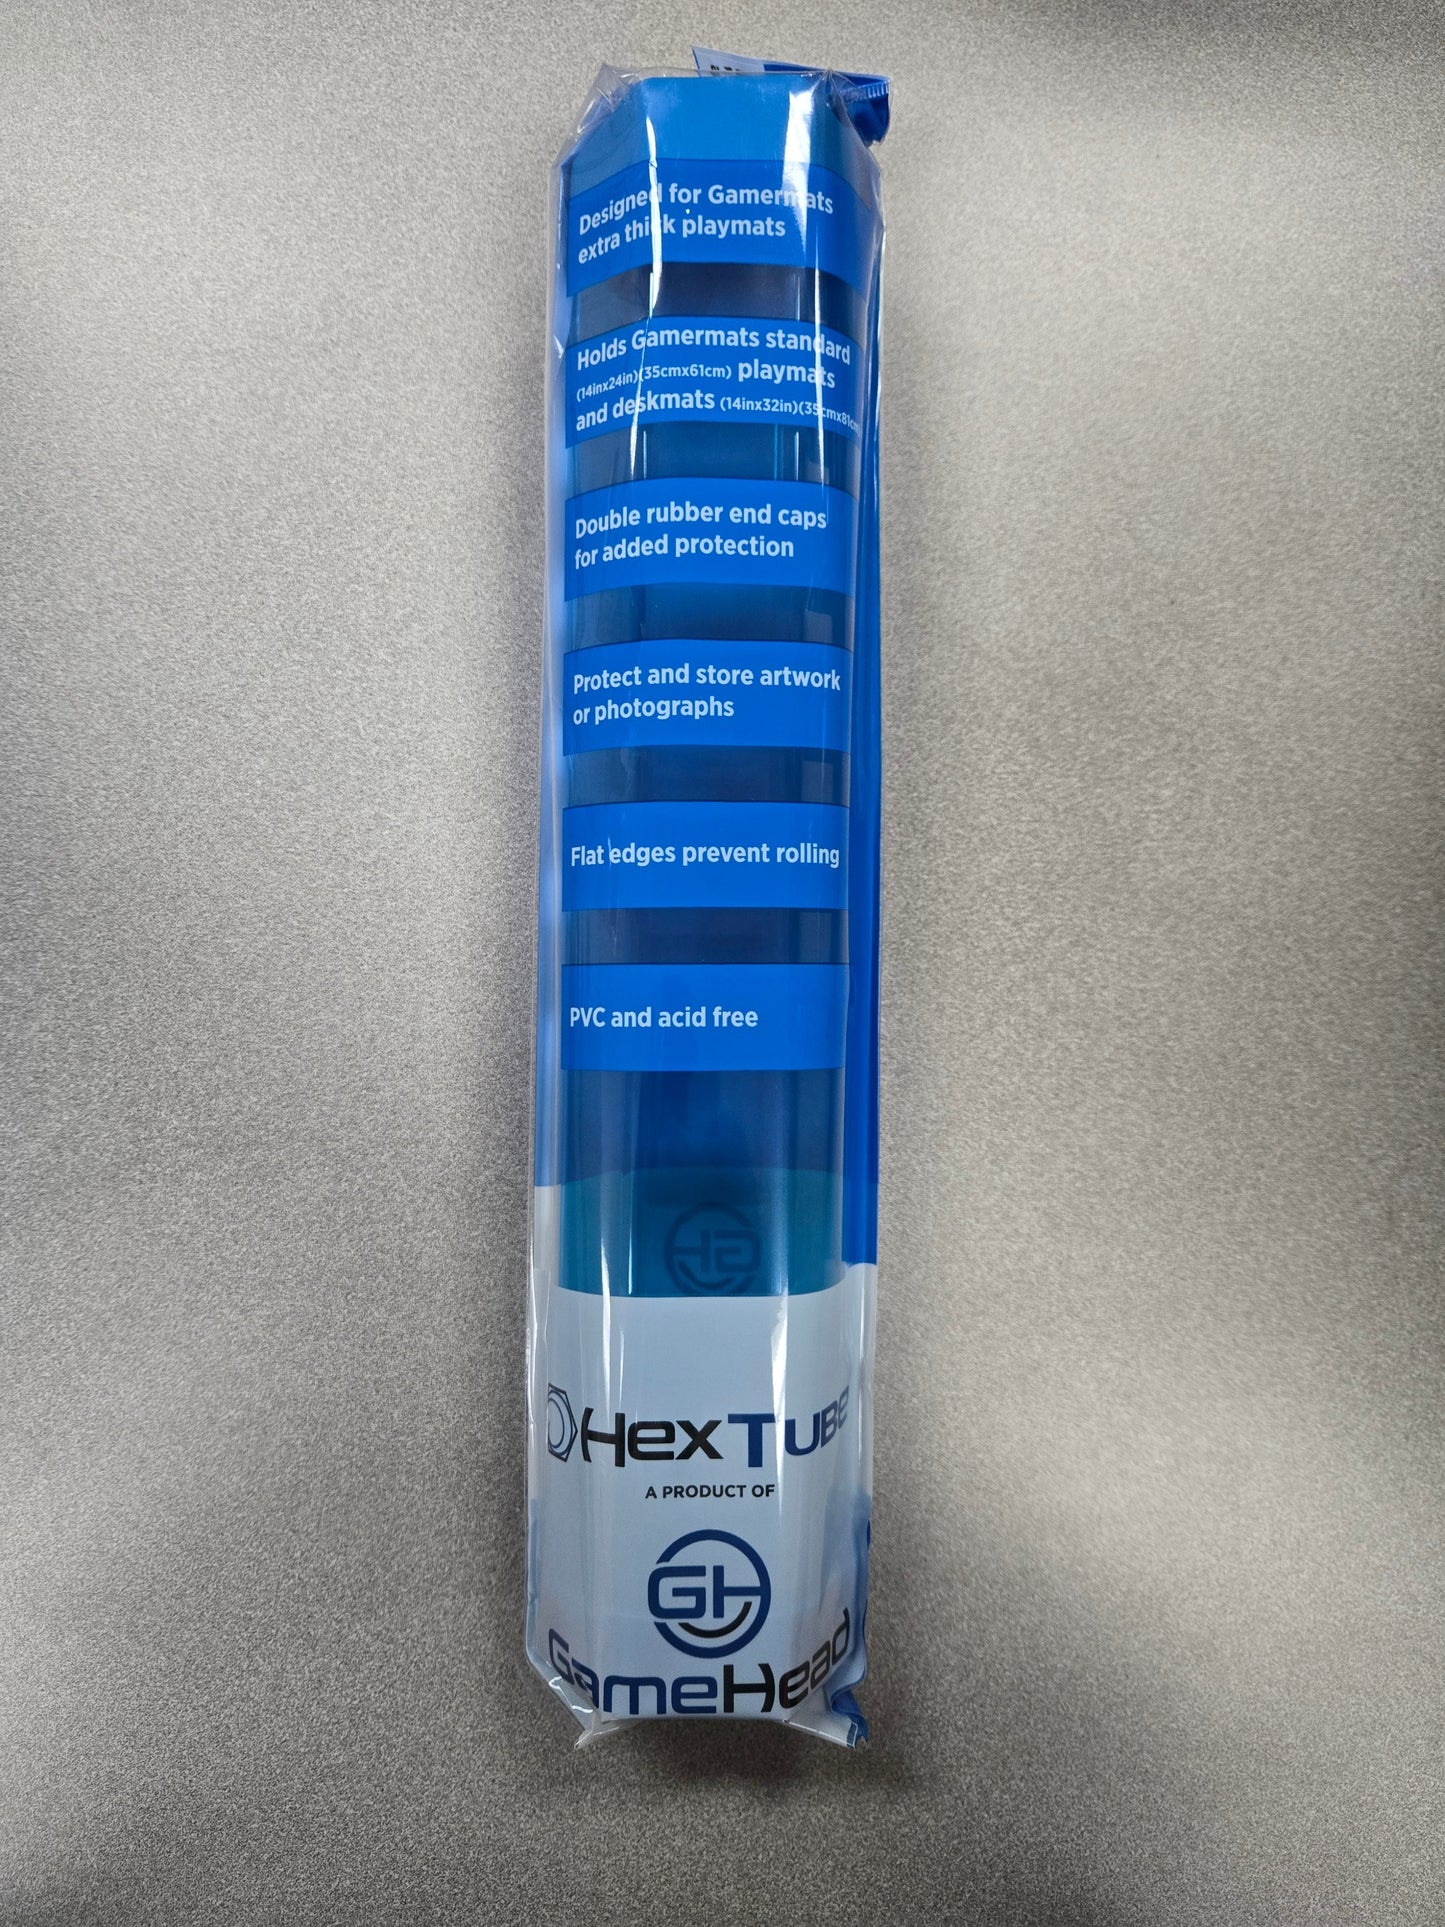 Designed for Gamermats
extra thick playmats
Holds Gamermats standard
(14inx24in)(35cmx61cm) playmats
and deskmats (14inx32in)(35cmx81cm
Double rubber end caps
for added protection
Protect and store artwork
or photographs
Flat edges prevent rolling
PVC and acid free
GH
HexTube
A PRODUCT OF
GH
GameHead